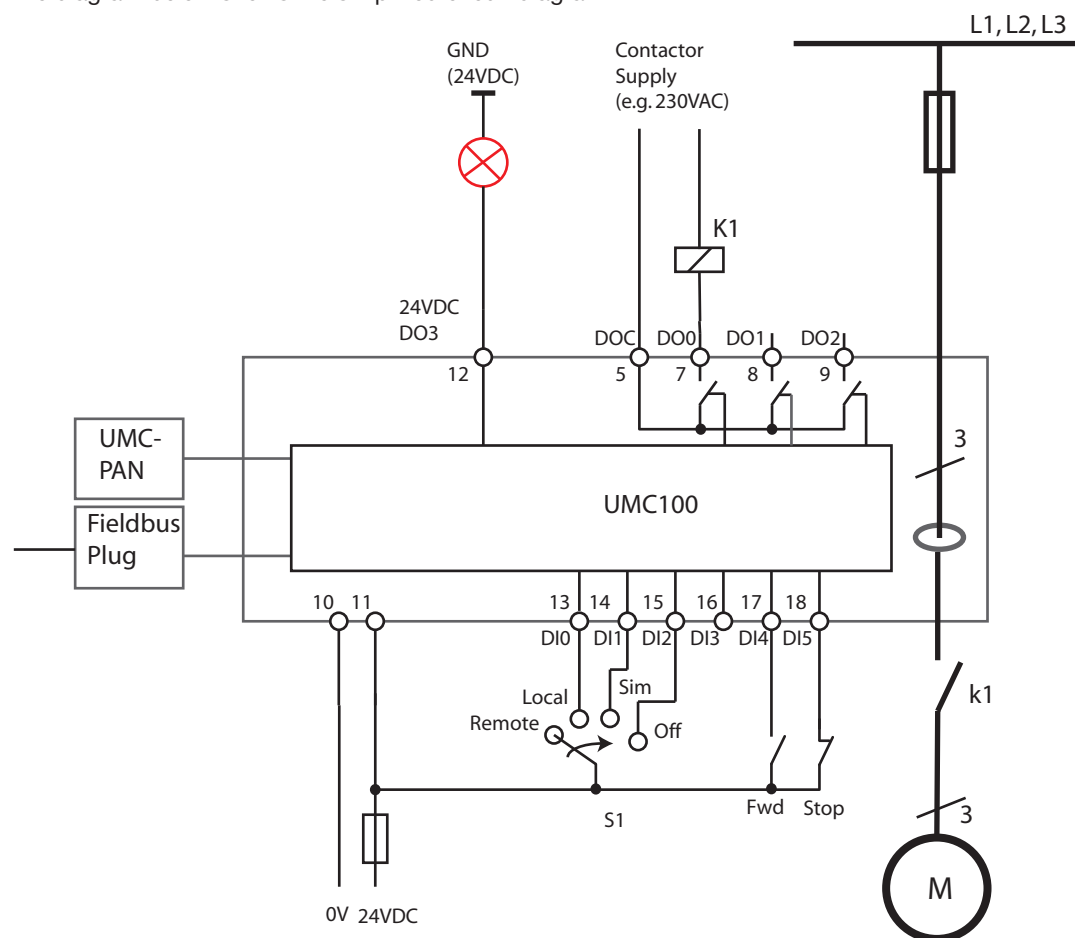 L1, L2, L3
GND
(24VDC)
Contactor
Supply
(e.g. 230VAC)
K1
24VDC
DO3
DOC
DO0
DO1
DO2
12
5
7
8
9
UMC-
PAN
3
UMC100
Fieldbus
Plug
10
11
13
14
15
16
17
18
DI0
DI1
DI2
DI3
DI4
DI5
Local
Sim
Remote
Off
k1
S1
Fwd
Stop
3
M
0V
24VDC